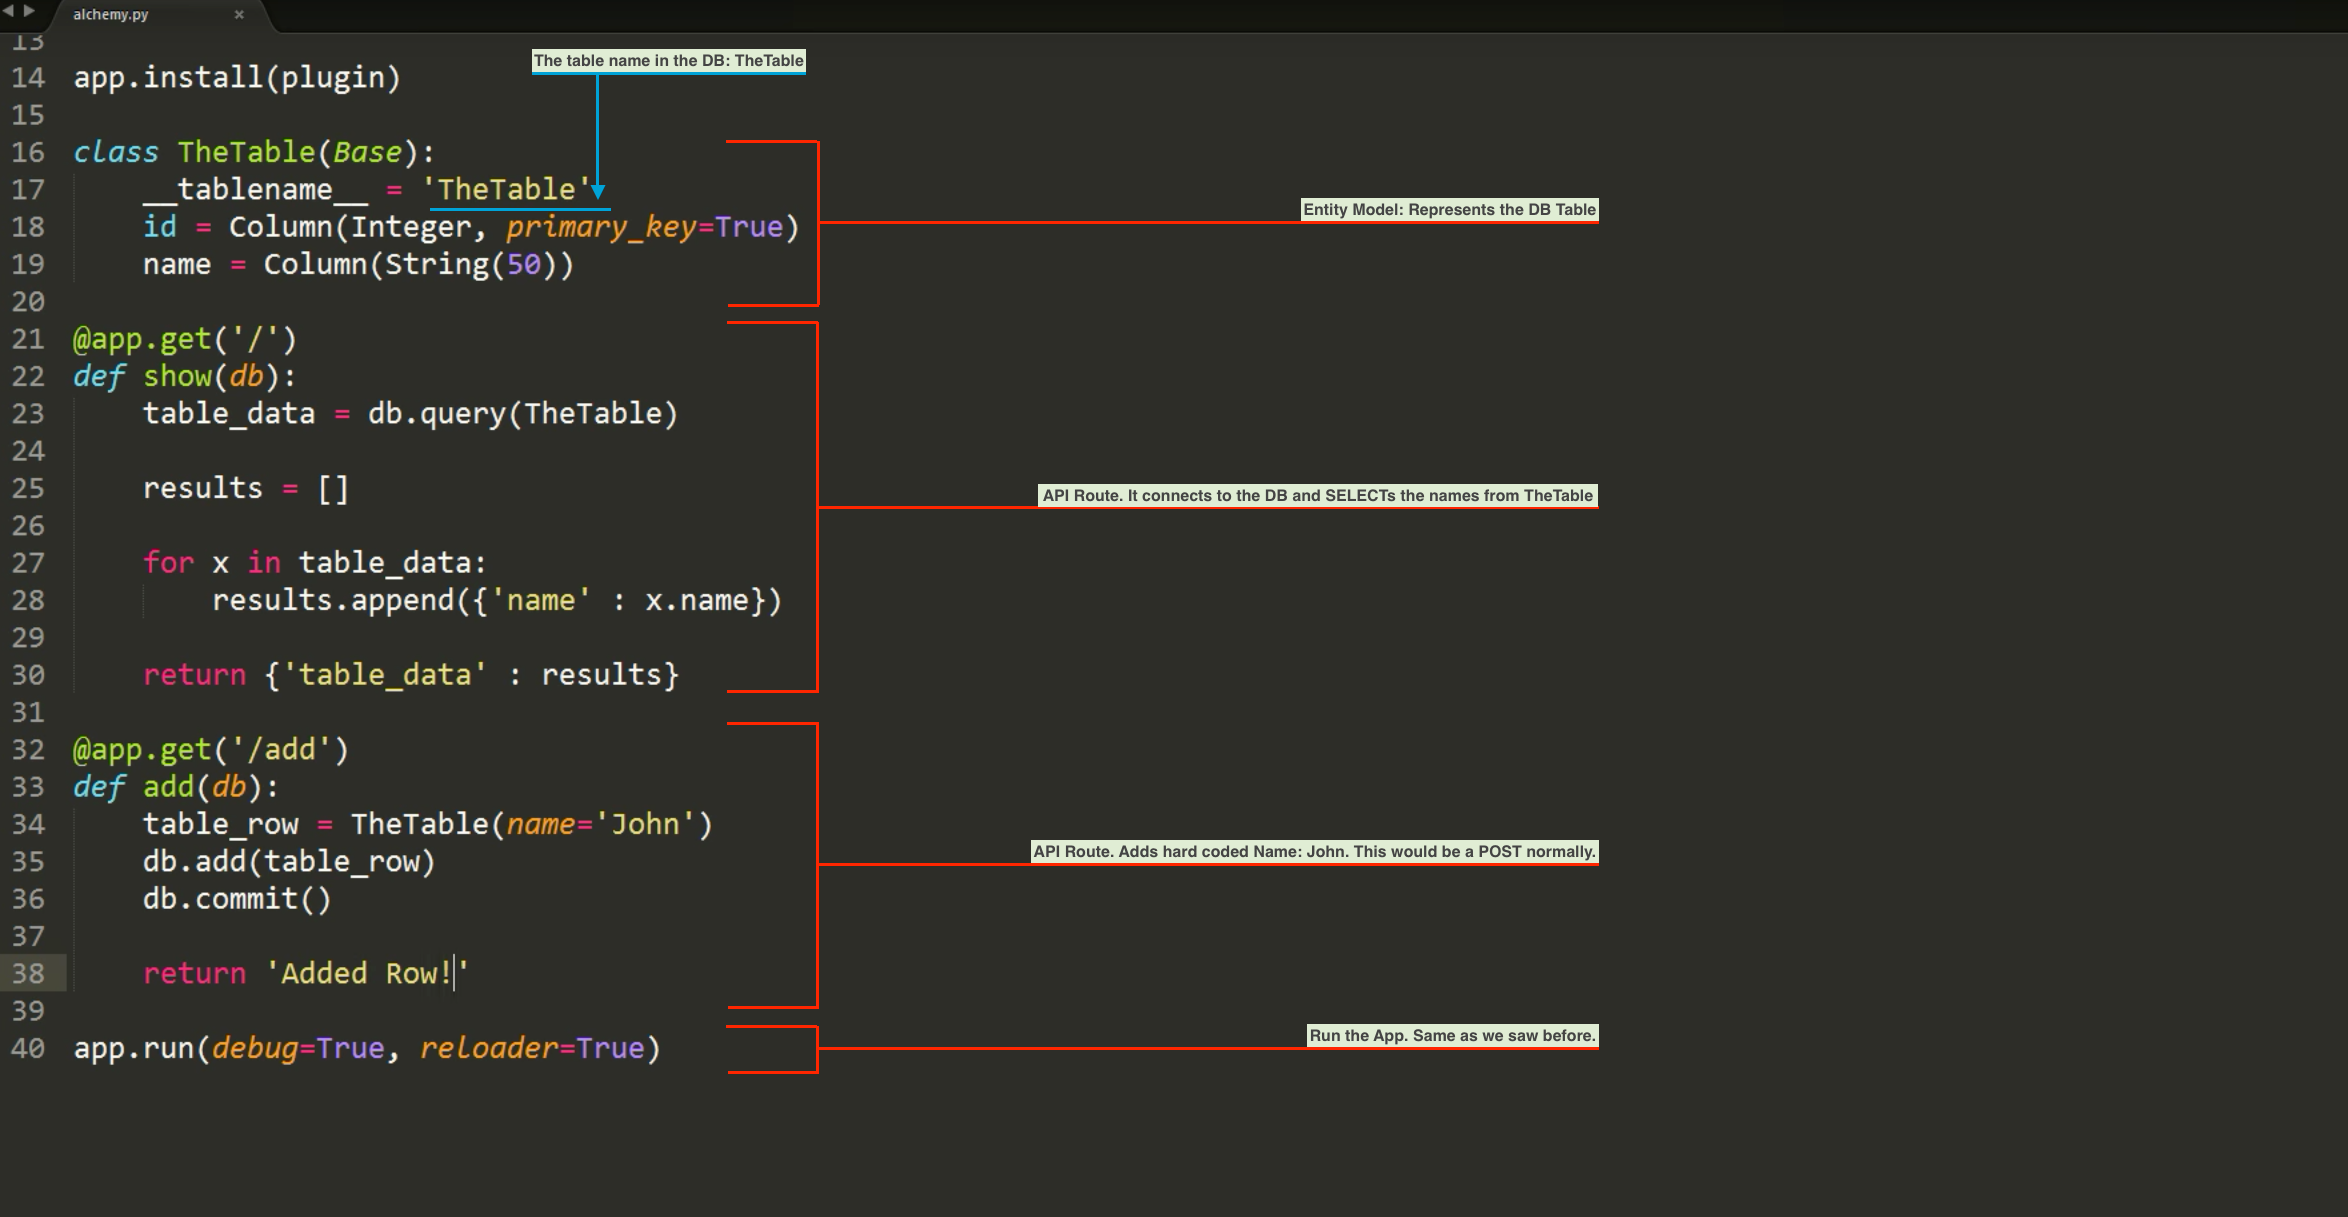 alchemy.py ×
13
The table name in the DB: TheTable
14 app.install(plugin)
15
16 class TheTable(Base):
17     __tablename__ = 'TheTable'
18     id = Column(Integer, primary_key=True)
Entity Model: Represents the DB Table
19     name = Column(String(50))
20
21 @app.get('/')
22 def show(db):
23     table_data = db.query(TheTable)
24
25     results = []
API Route. It connects to the DB and SELECTs the names from TheTable
26
27     for x in table_data:
28         results.append({'name' : x.name})
29
30     return {'table_data' : results}
31
32 @app.get('/add')
33 def add(db):
34     table_row = TheTable(name='John')
35     db.add(table_row)
API Route. Adds hard coded Name: John. This would be a POST normally.
36     db.commit()
37
38     return 'Added Row!'
39
40 app.run(debug=True, reloader=True)
Run the App. Same as we saw before.